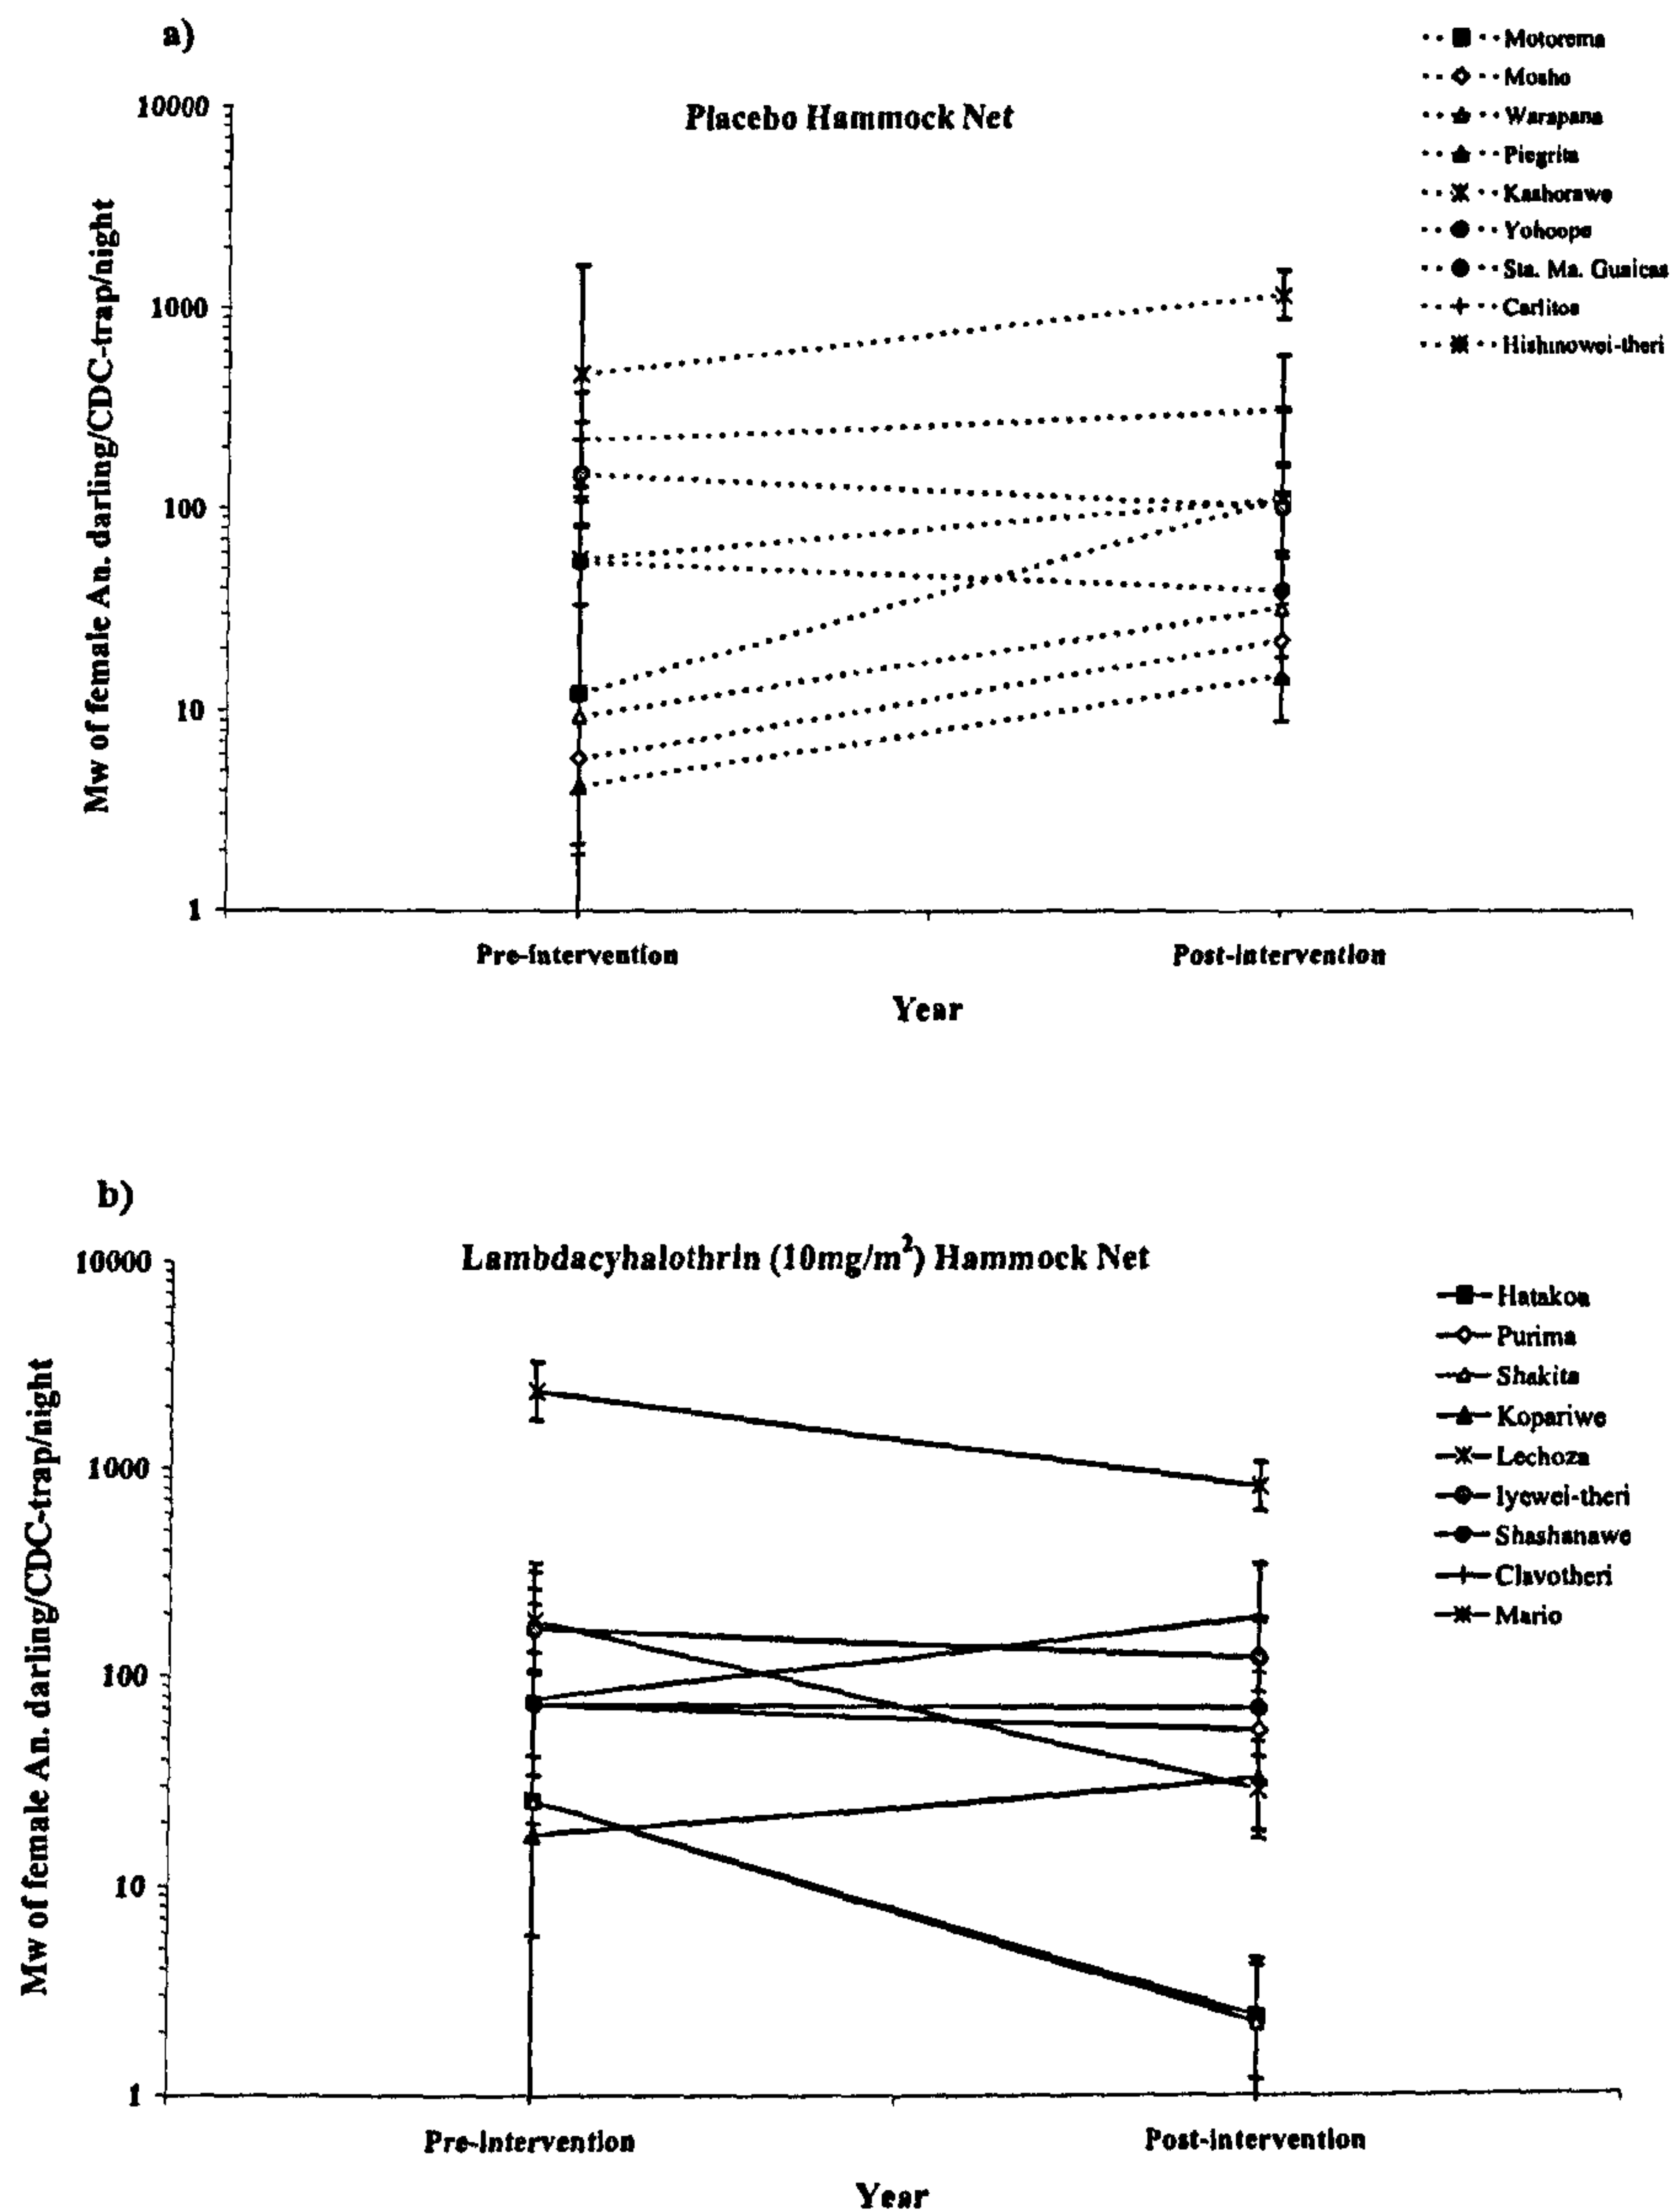 a)
Placebo Hammock Net
Motorema
Mosho
Warapana
Piegrita
Kashorawe
Yohoope
Sta. Ma. Guaicas
Carlitos
Hishinowei-theri
10000
1000
100
10
1
Mw of female An. darling/CDC-trap/night
Pre-intervention
Post-intervention
Year
b)
Lambdacyhalothrin (10mg/m²) Hammock Net
Hatakoa
Purima
Shakita
Kopariwe
Lechoza
Iyewei-theri
Shashanawe
Clavotheri
Mario
10000
1000
100
10
1
Mw of female An. darling/CDC-trap/night
Pre-intervention
Post-intervention
Year